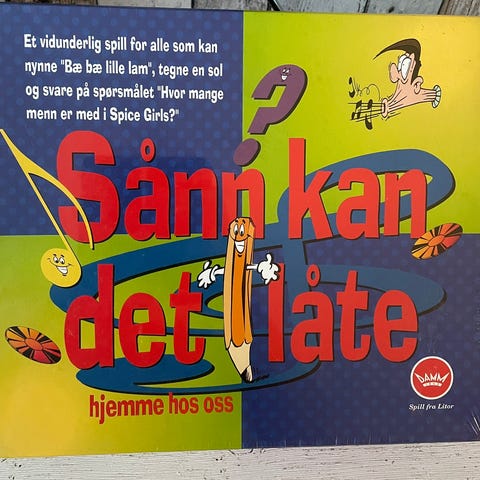 Et vidunderlig spill for alle som kan
nynne "Bæ bæ lille lam", tegne en sol
og svare på spørsmålet "Hvor mange
menn er med i Spice Girls?"
?
Sånn kan
det låte
hjemme hos oss
DAMM
Spill fra Litor